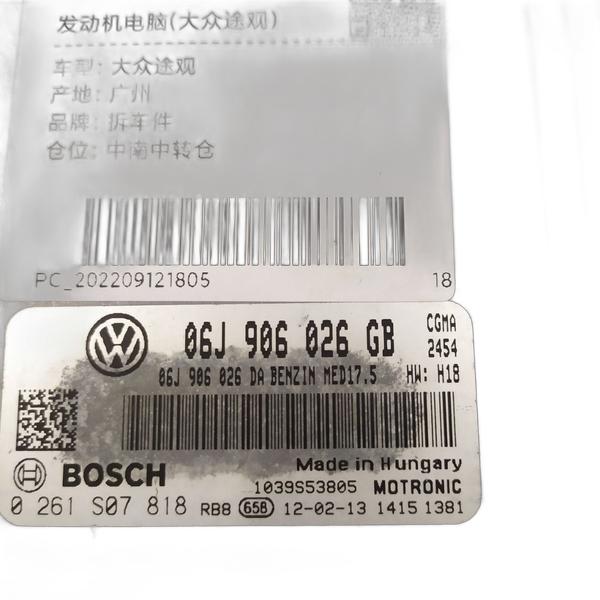 发动机电脑(大众途观)
车型: 大众途观
产地: 广州
品牌: 拆车件
仓位: 中南中转仓
PC_202209121805 18
06J 906 026 GB CGMA
2454
06J 906 026 DA BENZIN MED17.5 HW: H18
Made in Hungary
BOSCH
1039S53805 MOTRONIC
0 261 S07 818 RB8 658 12-02-13 1415 1381